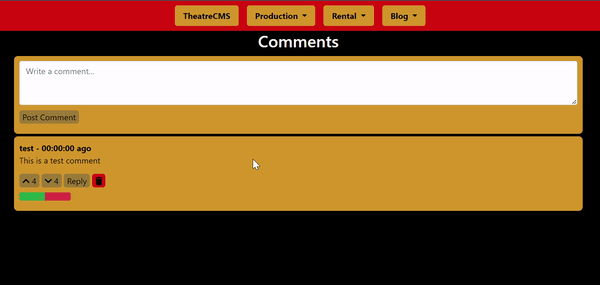 TheatreCMS Production Rental Blog
Comments
Write a comment...
Post Comment
test - 00:00:00 ago
This is a test comment
4 4 Reply